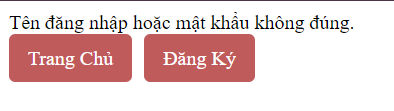 Tên đăng nhập hoặc mật khẩu không đúng.
Trang Chủ Đăng Ký